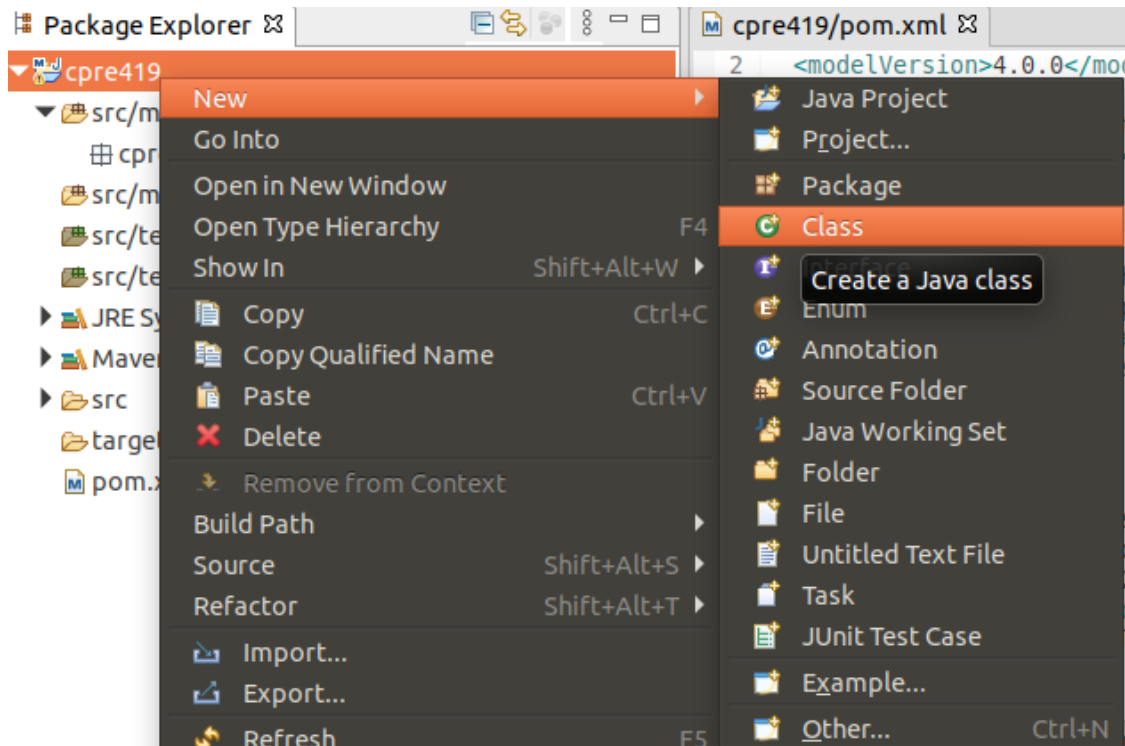 Package Explorer
cpre419/pom.xml
2 <modelVersion>4.0.0</mo
cpre419
src/m
cpr
src/m
src/te
src/te
JRE Sy
Maven
src
target
pom.x
New
Go Into
Open in New Window
Open Type Hierarchy F4
Show In Shift+Alt+W
Copy Ctrl+C
Copy Qualified Name
Paste Ctrl+V
Delete
Remove from Context
Build Path
Source Shift+Alt+S
Refactor Shift+Alt+T
Import...
Export...
Refresh F5
Java Project
Project...
Package
Class
Interface
Create a Java class
Enum
Annotation
Source Folder
Java Working Set
Folder
File
Untitled Text File
Task
JUnit Test Case
Example...
Other... Ctrl+N